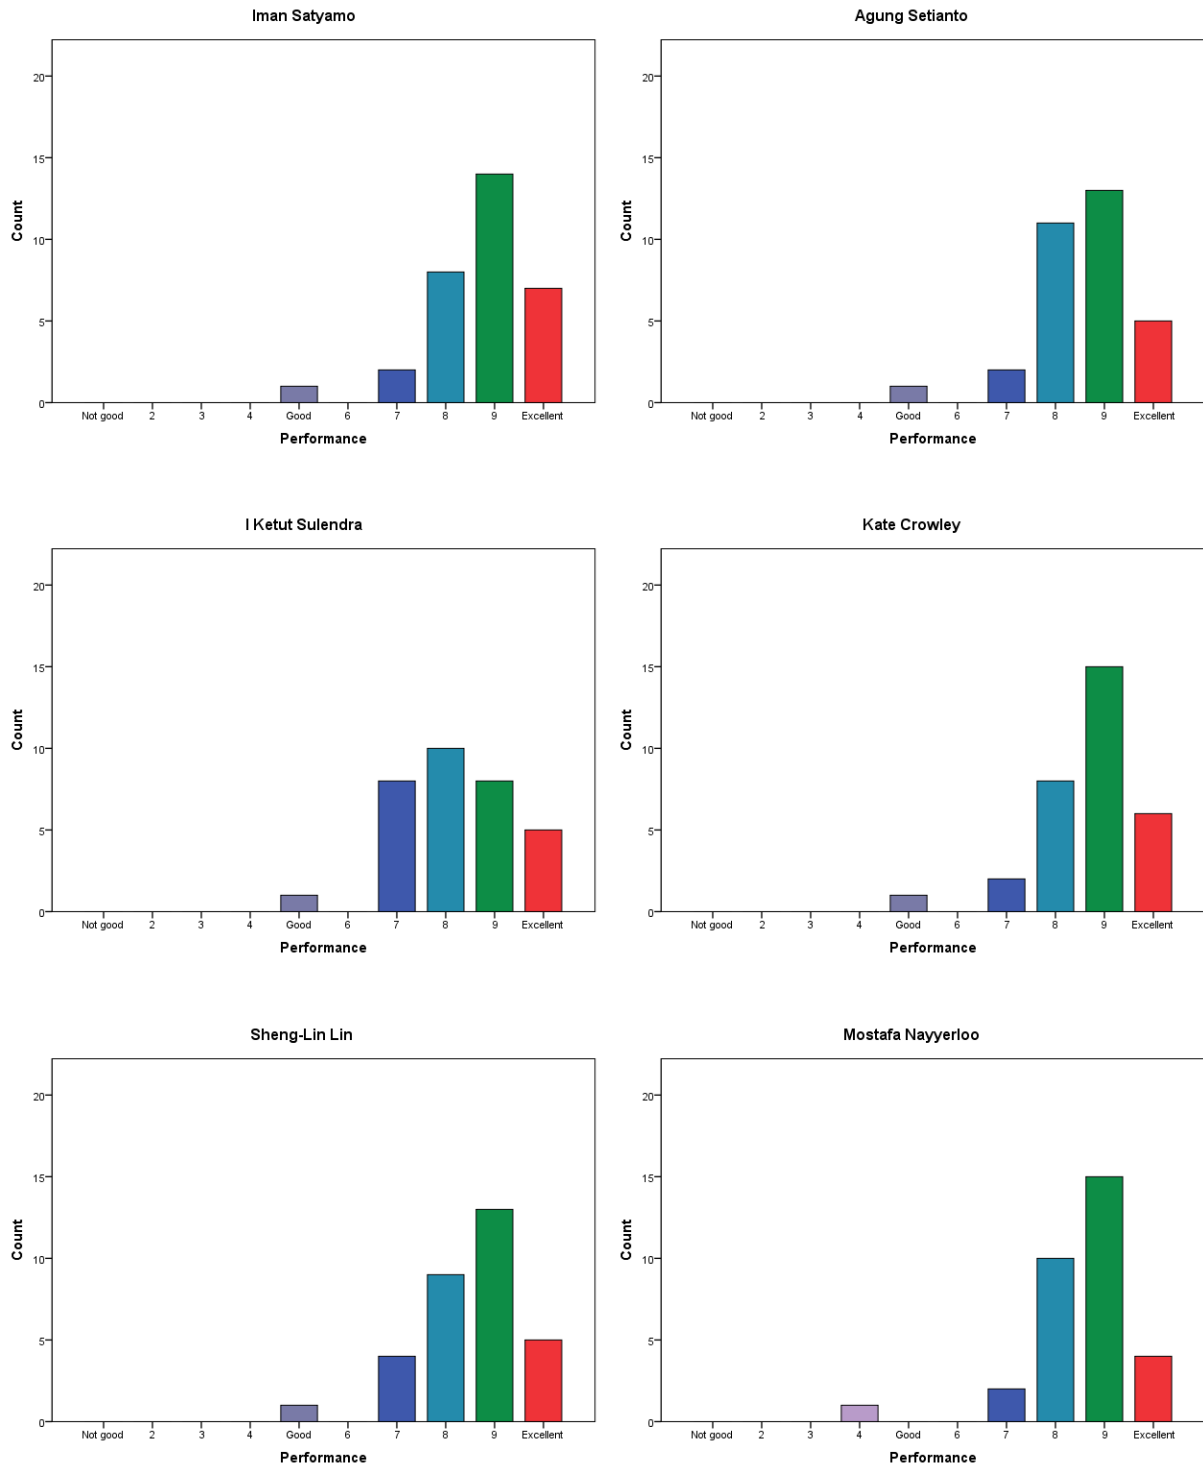 Iman Satyamo
Count
20
15
10
5
0
Not good 2 3 4 Good 6 7 8 9 Excellent
Performance
Agung Setianto
Count
20
15
10
5
0
Not good 2 3 4 Good 6 7 8 9 Excellent
Performance
I Ketut Sulendra
Count
20
15
10
5
0
Not good 2 3 4 Good 6 7 8 9 Excellent
Performance
Kate Crowley
Count
20
15
10
5
0
Not good 2 3 4 Good 6 7 8 9 Excellent
Performance
Sheng-Lin Lin
Count
20
15
10
5
0
Not good 2 3 4 Good 6 7 8 9 Excellent
Performance
Mostafa Nayyerloo
Count
20
15
10
5
0
Not good 2 3 4 Good 6 7 8 9 Excellent
Performance